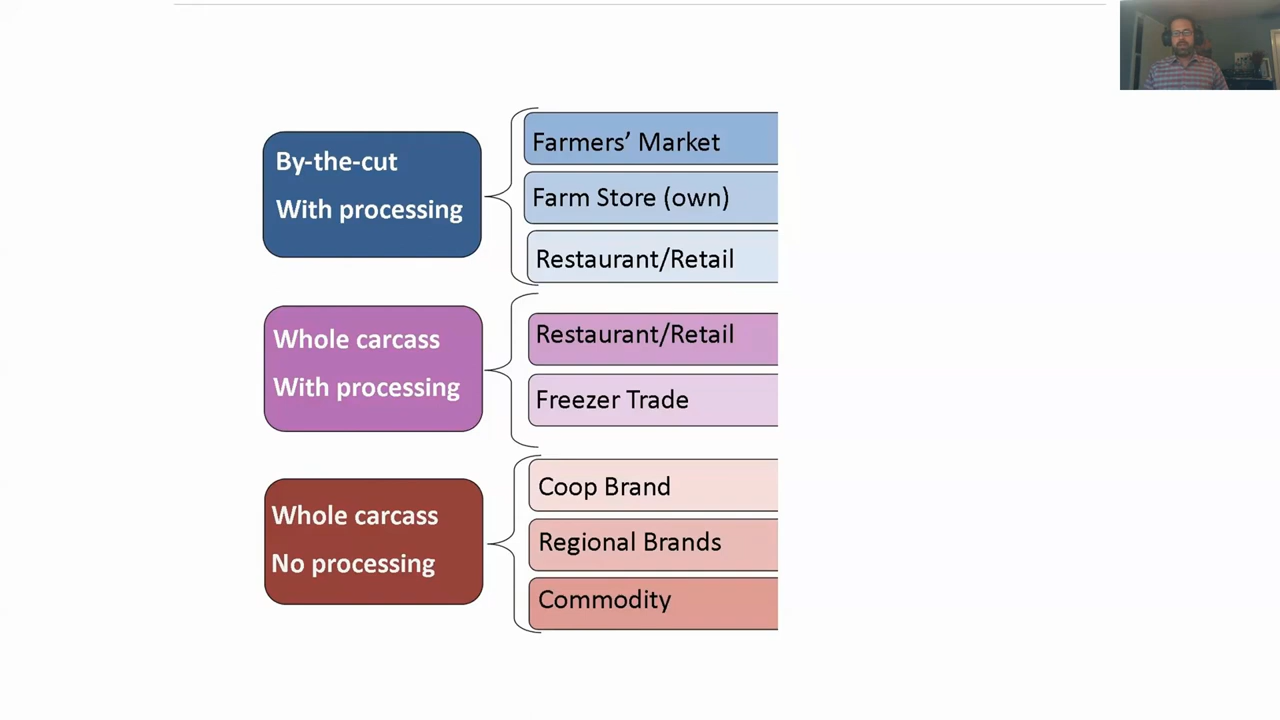 By-the-cut
With processing
Farmers’ Market
Farm Store (own)
Restaurant/Retail
Whole carcass
With processing
Restaurant/Retail
Freezer Trade
Whole carcass
No processing
Coop Brand
Regional Brands
Commodity